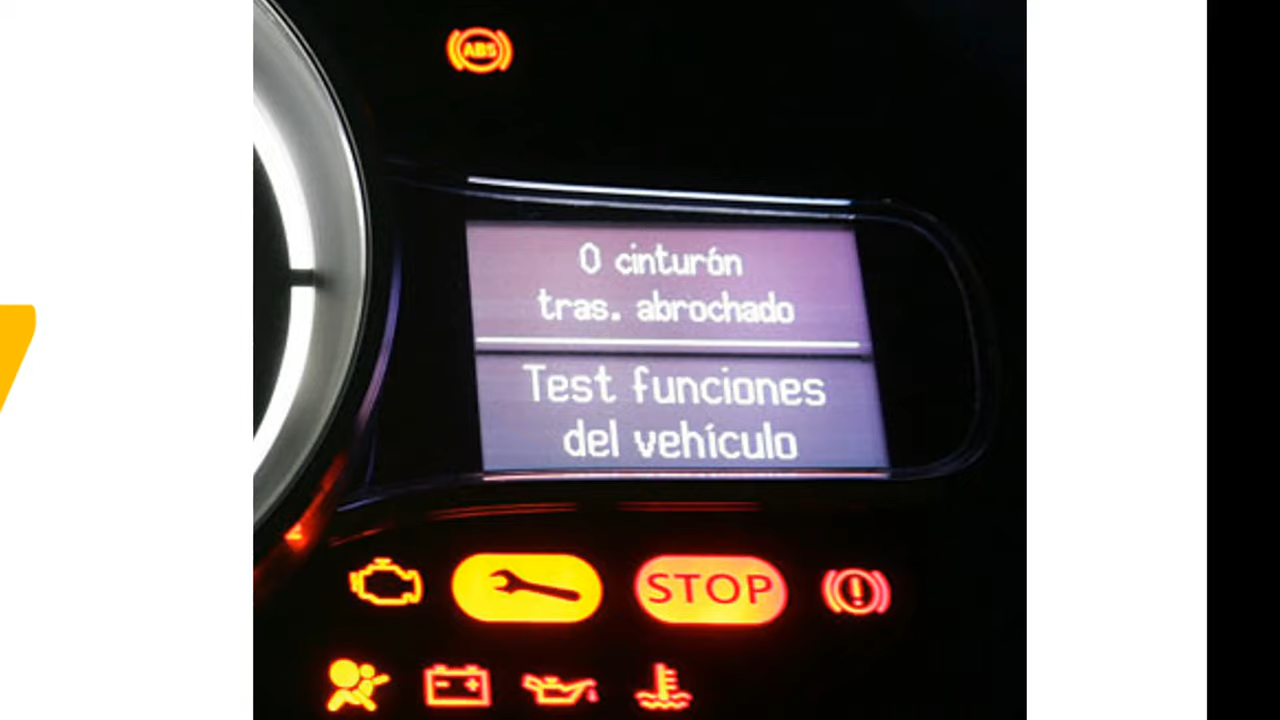 ABS
0 cinturón
tras. abrochado
Test funciones
del vehículo
STOP